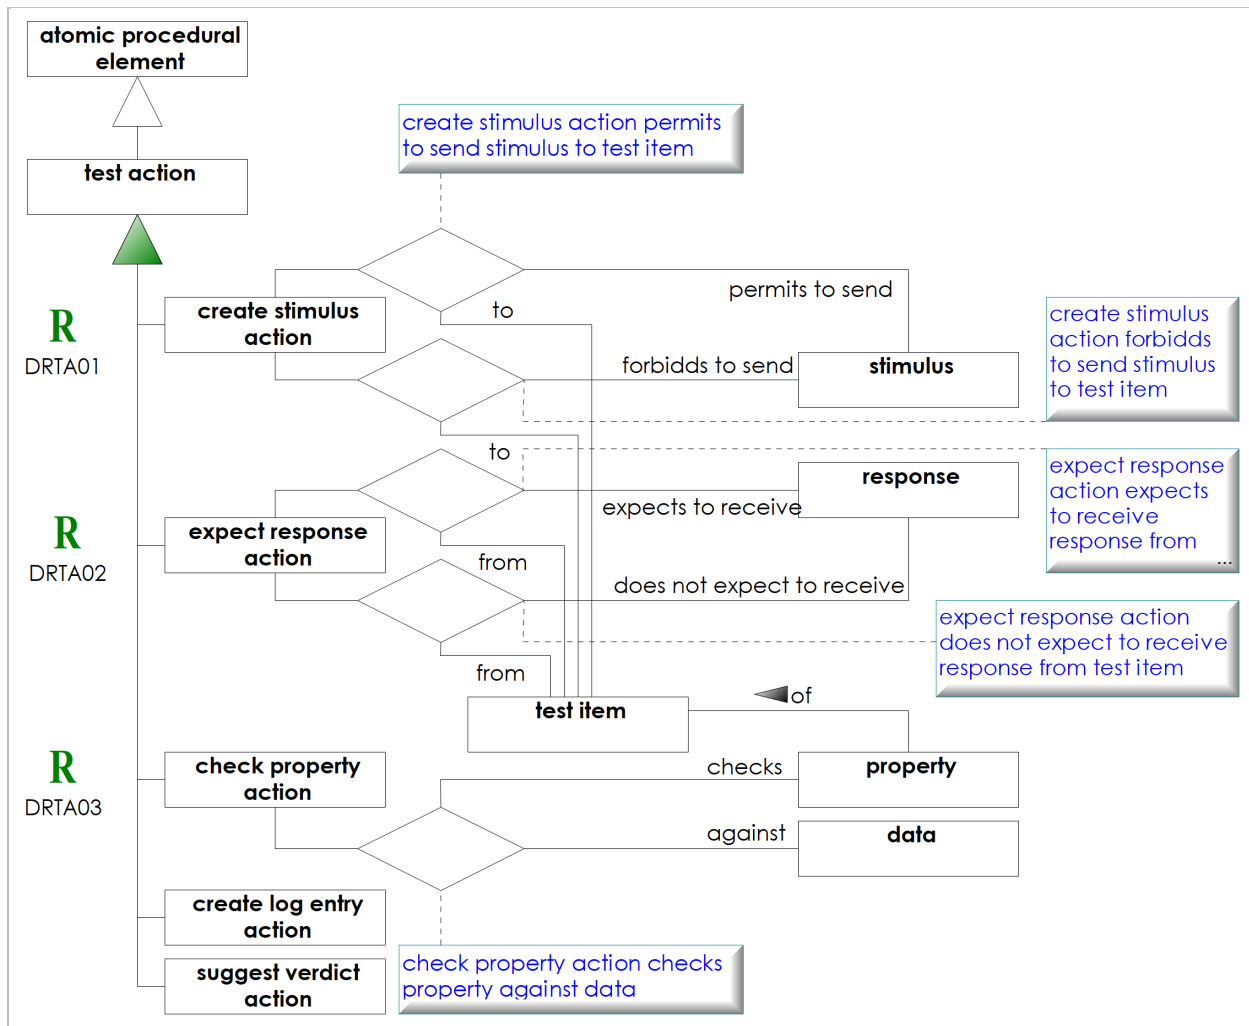 atomic procedural
element
create stimulus action permits
to send stimulus to test item
test action
permits to send
create stimulus
action
to
create stimulus
action forbidds
to send stimulus
to test item
R
DRTA01
forbidds to send
stimulus
to
expect response
action expects
to receive
response from
...
response
expects to receive
R
DRTA02
expect response
action
from
does not expect to receive
expect response action
does not expect to receive
response from test item
from
test item
of
R
DRTA03
check property
action
checks
property
against
data
create log entry
action
suggest verdict
action
check property action checks
property against data